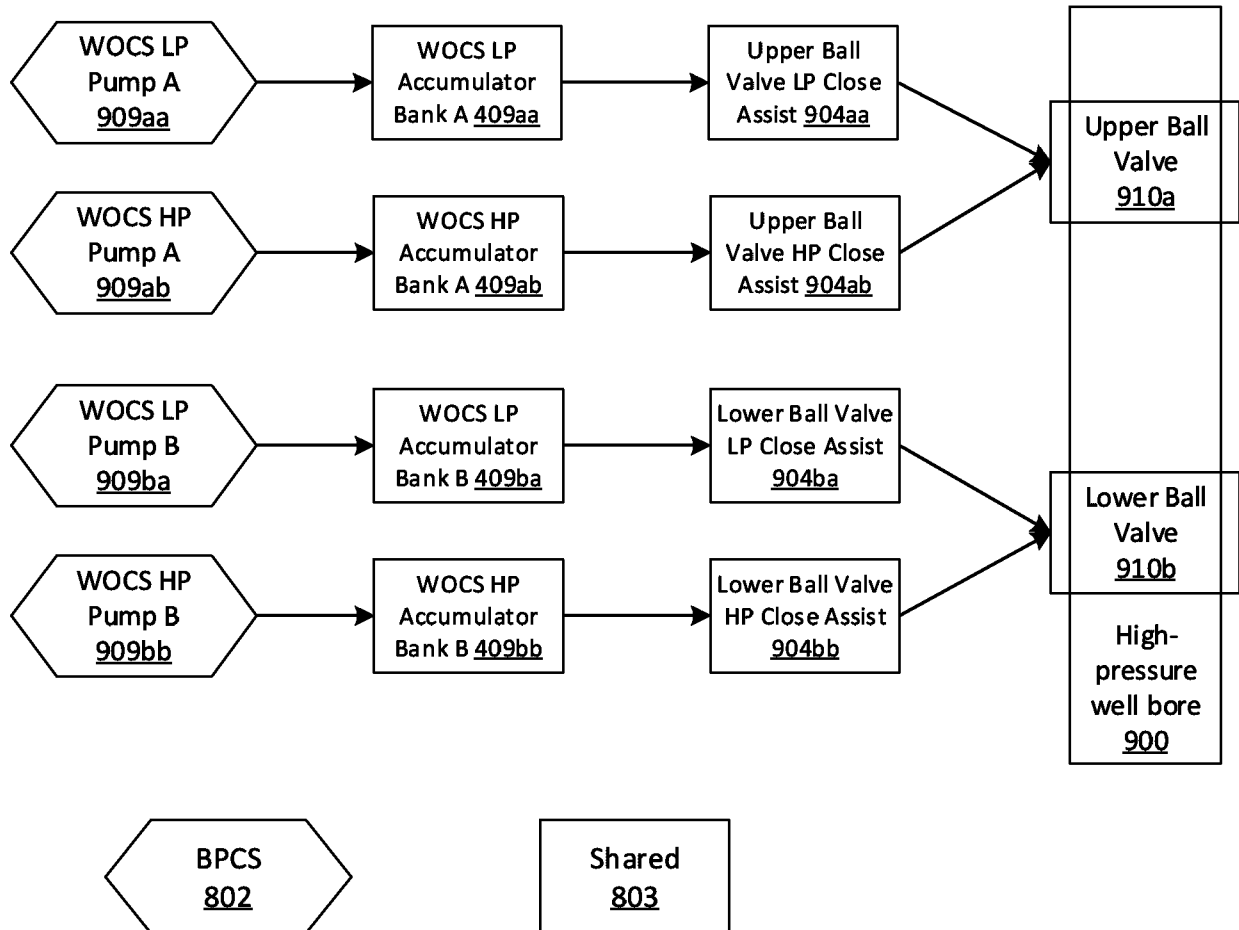 WOCS LP
Pump A
909aa
WOCS LP
Accumulator
Bank A 409aa
Upper Ball
Valve LP Close
Assist 904aa
Upper Ball
Valve
910a
WOCS HP
Pump A
909ab
WOCS HP
Accumulator
Bank A 409ab
Upper Ball
Valve HP Close
Assist 904ab
WOCS LP
Pump B
909ba
WOCS LP
Accumulator
Bank B 409ba
Lower Ball Valve
LP Close Assist
904ba
Lower Ball
Valve
910b
WOCS HP
Pump B
909bb
WOCS HP
Accumulator
Bank B 409bb
Lower Ball Valve
HP Close Assist
904bb
High-
pressure
well bore
900
BPCS
802
Shared
803